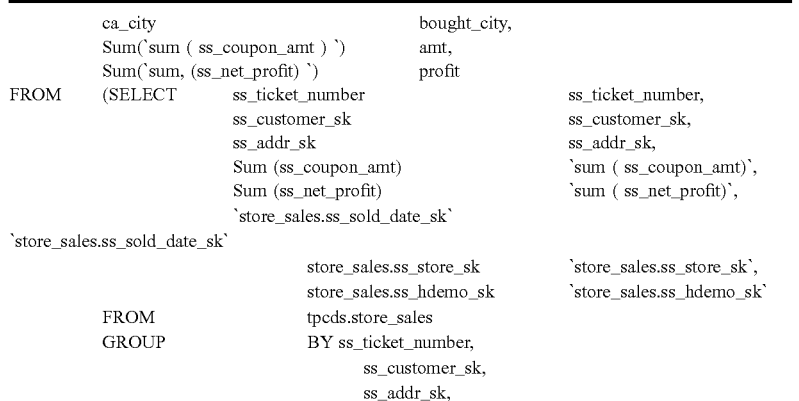 ca_city bought_city,
Sum(`sum ( ss_coupon_amt ) `) amt,
Sum(`sum, (ss_net_profit) `) profit
FROM (SELECT ss_ticket_number ss_ticket_number,
ss_customer_sk ss_customer_sk,
ss_addr_sk ss_addr_sk,
Sum (ss_coupon_amt) `sum ( ss_coupon_amt)`,
Sum (ss_net_profit) `sum ( ss_net_profit)`,
`store_sales.ss_sold_date_sk`
`store_sales.ss_sold_date_sk`
store_sales.ss_store_sk `store_sales.ss_store_sk`,
store_sales.ss_hdemo_sk `store_sales.ss_hdemo_sk`
FROM tpcds.store_sales
GROUP BY ss_ticket_number,
ss_customer_sk,
ss_addr_sk,